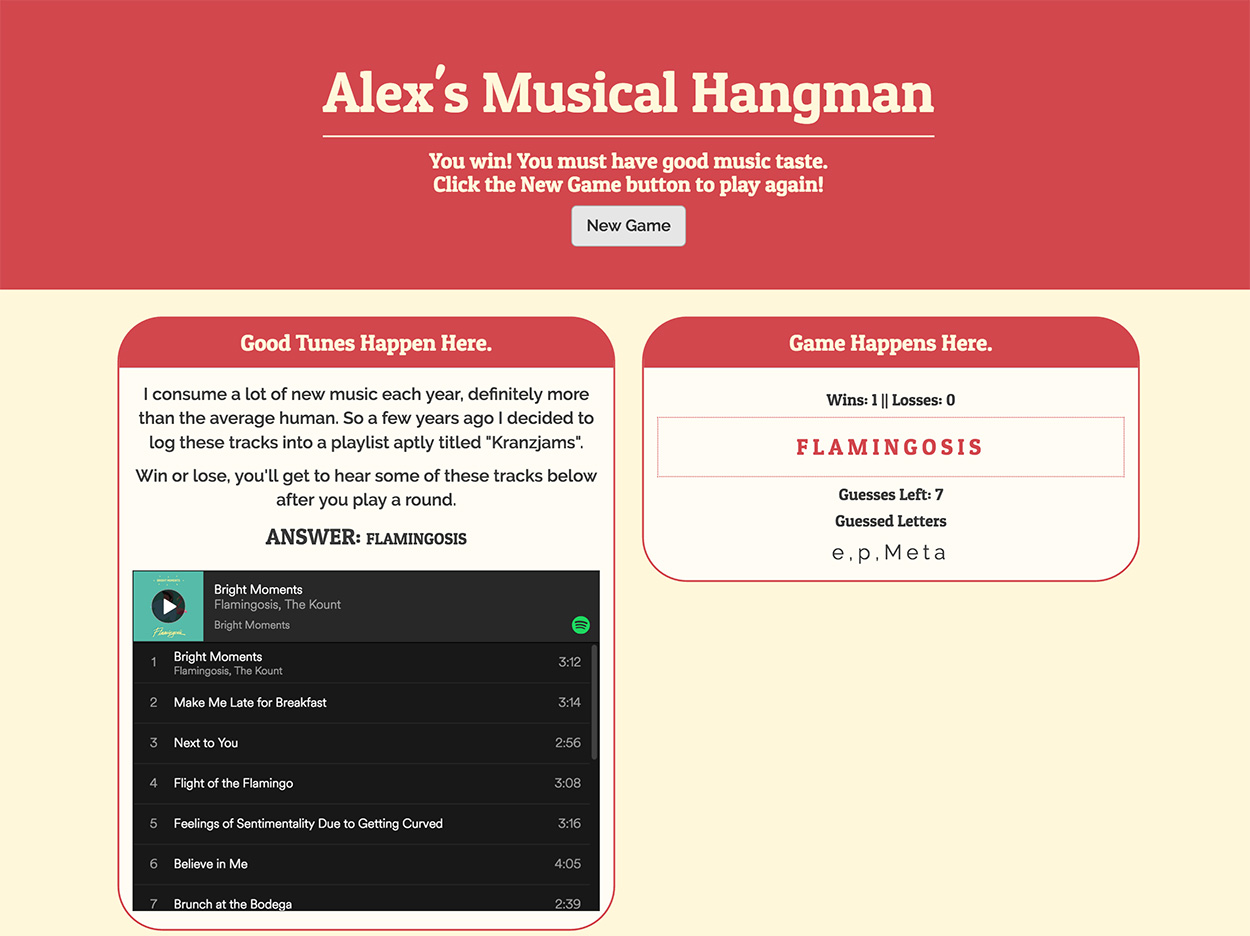 Alex's Musical Hangman
You win! You must have good music taste.
Click the New Game button to play again!
New Game
Good Tunes Happen Here.
I consume a lot of new music each year, definitely more
than the average human. So a few years ago I decided to
log these tracks into a playlist aptly titled "Kranzjams".
Win or lose, you'll get to hear some of these tracks below
after you play a round.
ANSWER: FLAMINGOSIS
Bright Moments
Flamingosis, The Kount
Bright Moments
1 Bright Moments 3:12
Flamingosis, The Kount
2 Make Me Late for Breakfast 3:14
3 Next to You 2:56
4 Flight of the Flamingo 3:08
5 Feelings of Sentimentality Due to Getting Curved 3:16
6 Believe in Me 4:05
7 Brunch at the Bodega 2:39
Game Happens Here.
Wins: 1 || Losses: 0
FLAMINGOSIS
Guesses Left: 7
Guessed Letters
e,p,Meta